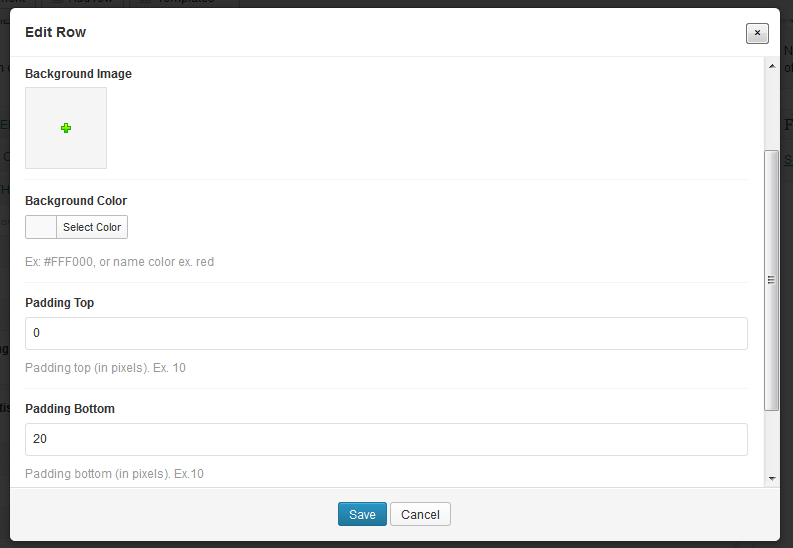 Edit Row
×
Background Image
Background Color
Select Color
Ex: #FFF000, or name color ex. red
Padding Top
0
Padding top (in pixels). Ex. 10
Padding Bottom
20
Padding bottom (in pixels). Ex.10
Save
Cancel